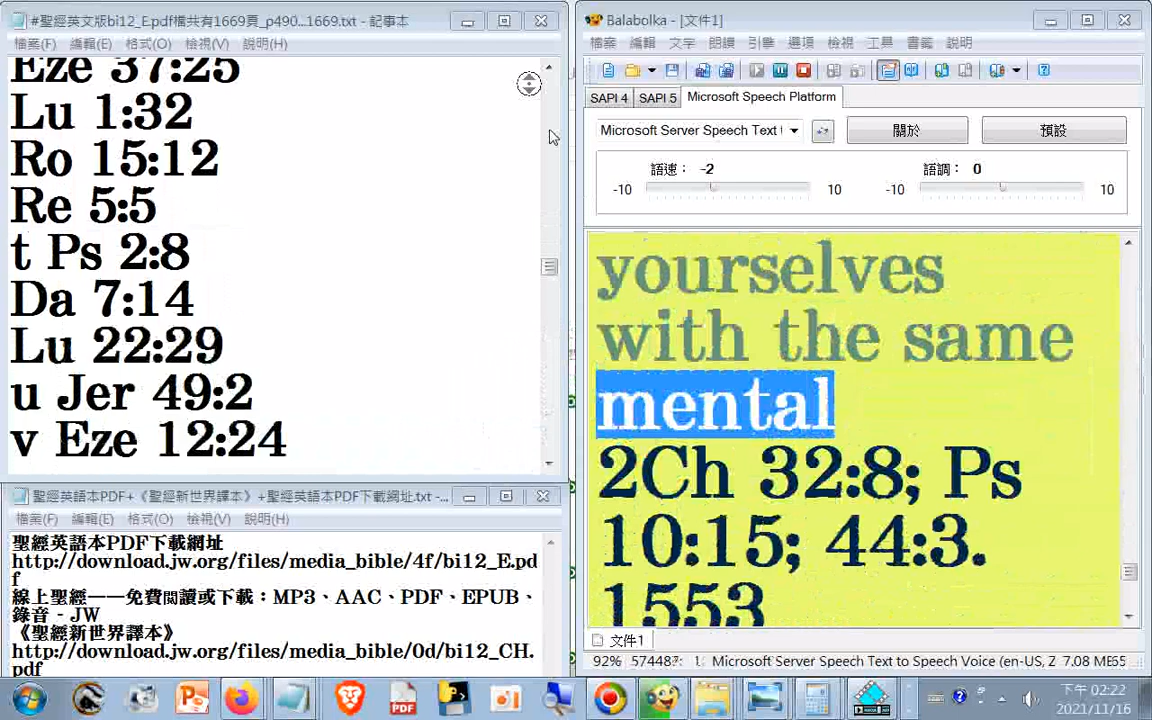 #聖經英文版bi12_E.pdf檔共有1669頁_p490...1669.txt - 記事本
檔案(F) 編輯(E) 格式(O) 檢視(V) 說明(H)
Eze 37:25
Lu 1:32
Ro 15:12
Re 5:5
t Ps 2:8
Da 7:14
Lu 22:29
u Jer 49:2
v Eze 12:24
聖經英語本PDF+《聖經新世界譯本》+聖經英語本PDF下載網址.txt -...
檔案(F) 編輯(E) 格式(O) 檢視(V) 說明(H)
聖經英語本PDF下載網址
http://download.jw.org/files/media_bible/4f/bi12_E.pd
f
線上聖經——免費閱讀或下載：MP3、AAC、PDF、EPUB、
錄音 - JW
《聖經新世界譯本》
http://download.jw.org/files/media_bible/0d/bi12_CH.
pdf
Balabolka - [文件1]
檔案 編輯 文字 朗讀 引擎 選項 檢視 工具 書籤 說明
SAPI 4 SAPI 5 Microsoft Speech Platform
Microsoft Server Speech Text t 關於 預設
語速： -2 語調： 0
-10 10 -10 10
yourselves
with the same
mental
2Ch 32:8; Ps
10:15; 44:3.
1553
文件1
92% Microsoft Server Speech Text to Speech Voice (en-US, Z 7.08 ME
下午 02:22
2021/11/16